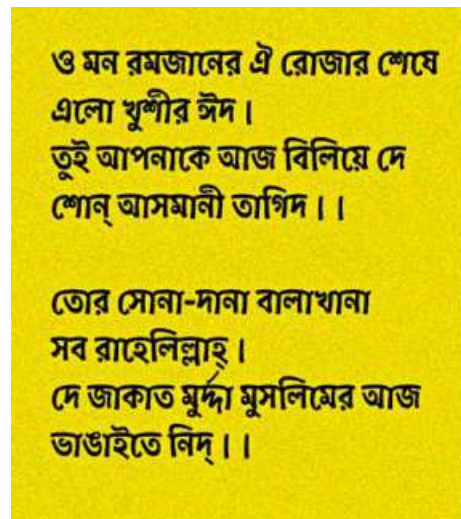 ও মন রমজানের ঐ রোজার শেষে
এলো খুশীর ঈদ।
তুই আপনাকে আজ বিলিয়ে দে
শোন্ আসমানী তাগিদ।।
তোর সোনা-দানা বালাখানা
সব রাহেলিল্লাহ্।
দে জাকাত মুর্দ্দা মুসলিমের আজ
ভাঙাইতে নিদ্।।